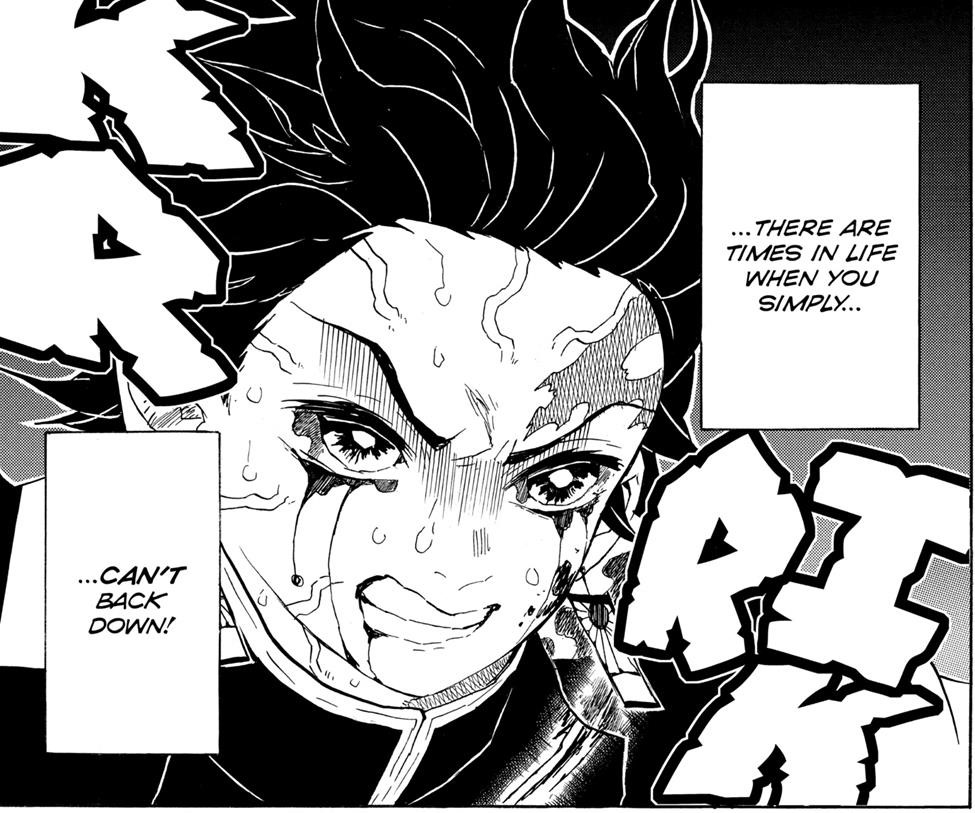 ...THERE ARE
TIMES IN LIFE
WHEN YOU
SIMPLY...
...CAN'T
BACK
DOWN!